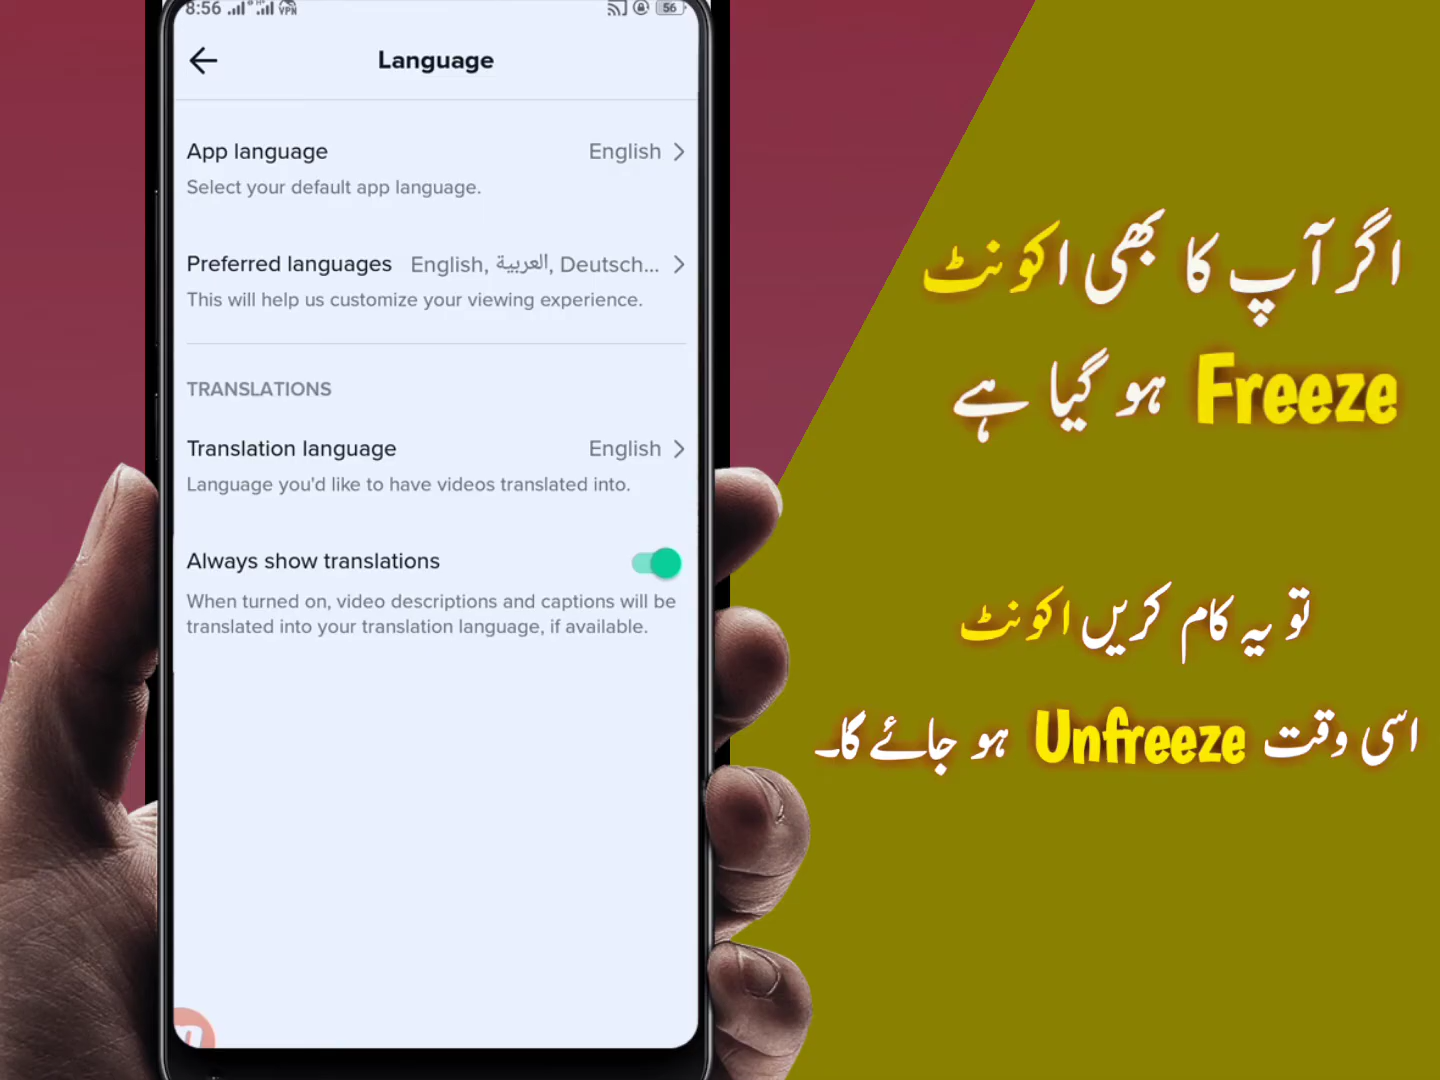 8:56
VPN
56
Language
App language English
Select your default app language.
Preferred languages English, العربية, Deutsch...
This will help us customize your viewing experience.
TRANSLATIONS
Translation language English
Language you'd like to have videos translated into.
Always show translations
When turned on, video descriptions and captions will be
translated into your translation language, if available.
اگر آپ کا بھی اکونٹ
Freeze ہو گیا ہے
تو یہ کام کریں اکونٹ
اسی وقت Unfreeze ہو جائے گا۔